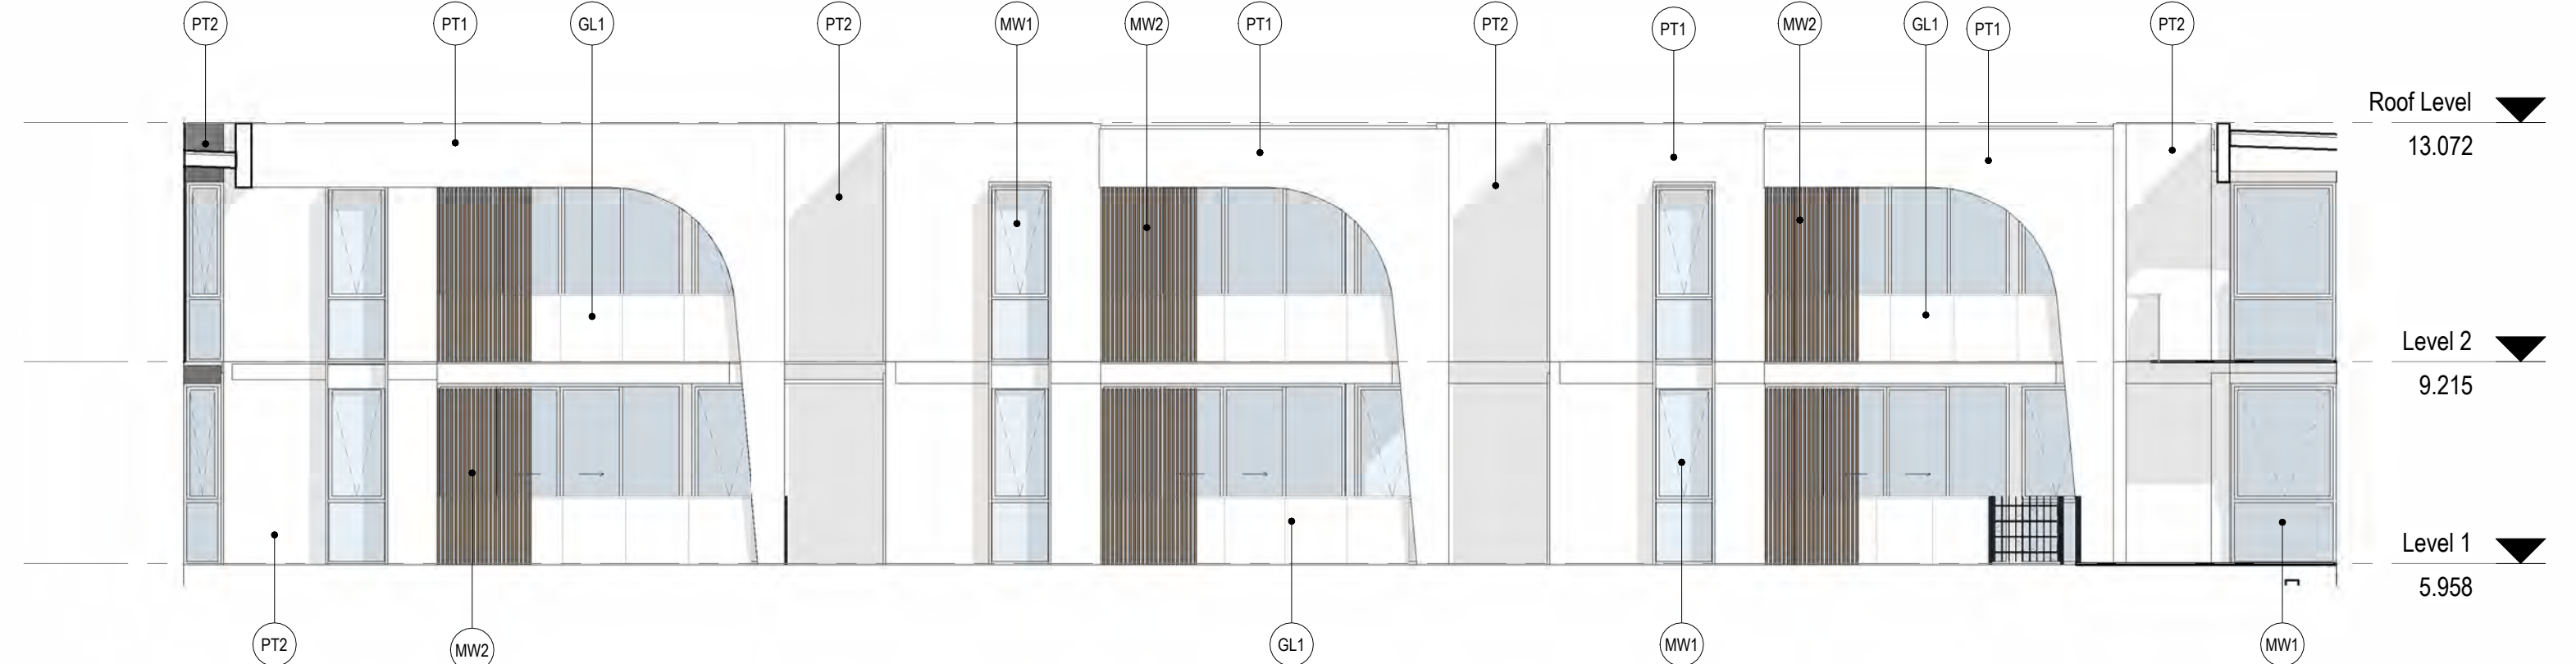 PT2
PT1
GL1
PT2
MW1
MW2
PT1
PT2
PT1
MW2
GL1
PT1
PT2
Roof Level
13.072
Level 2
9.215
Level 1
5.958
PT2
MW2
GL1
MW1
MW1